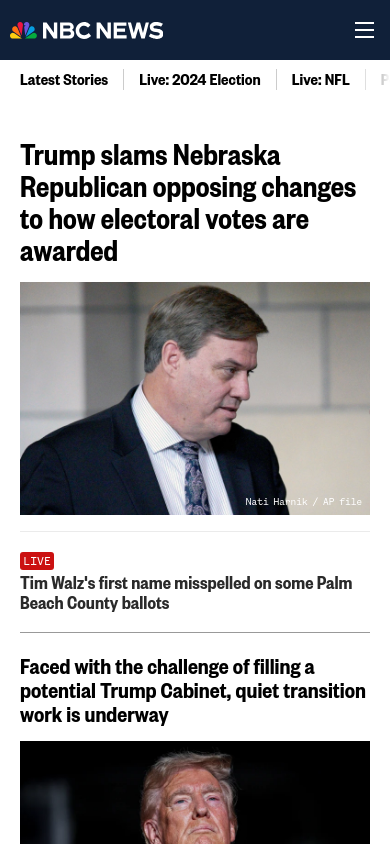 NBC NEWS
Latest Stories
Live: 2024 Election
Live: NFL
Trump slams Nebraska
Republican opposing changes
to how electoral votes are
awarded
Nati Harnik / AP file
LIVE
Tim Walz's first name misspelled on some Palm
Beach County ballots
Faced with the challenge of filling a
potential Trump Cabinet, quiet transition
work is underway